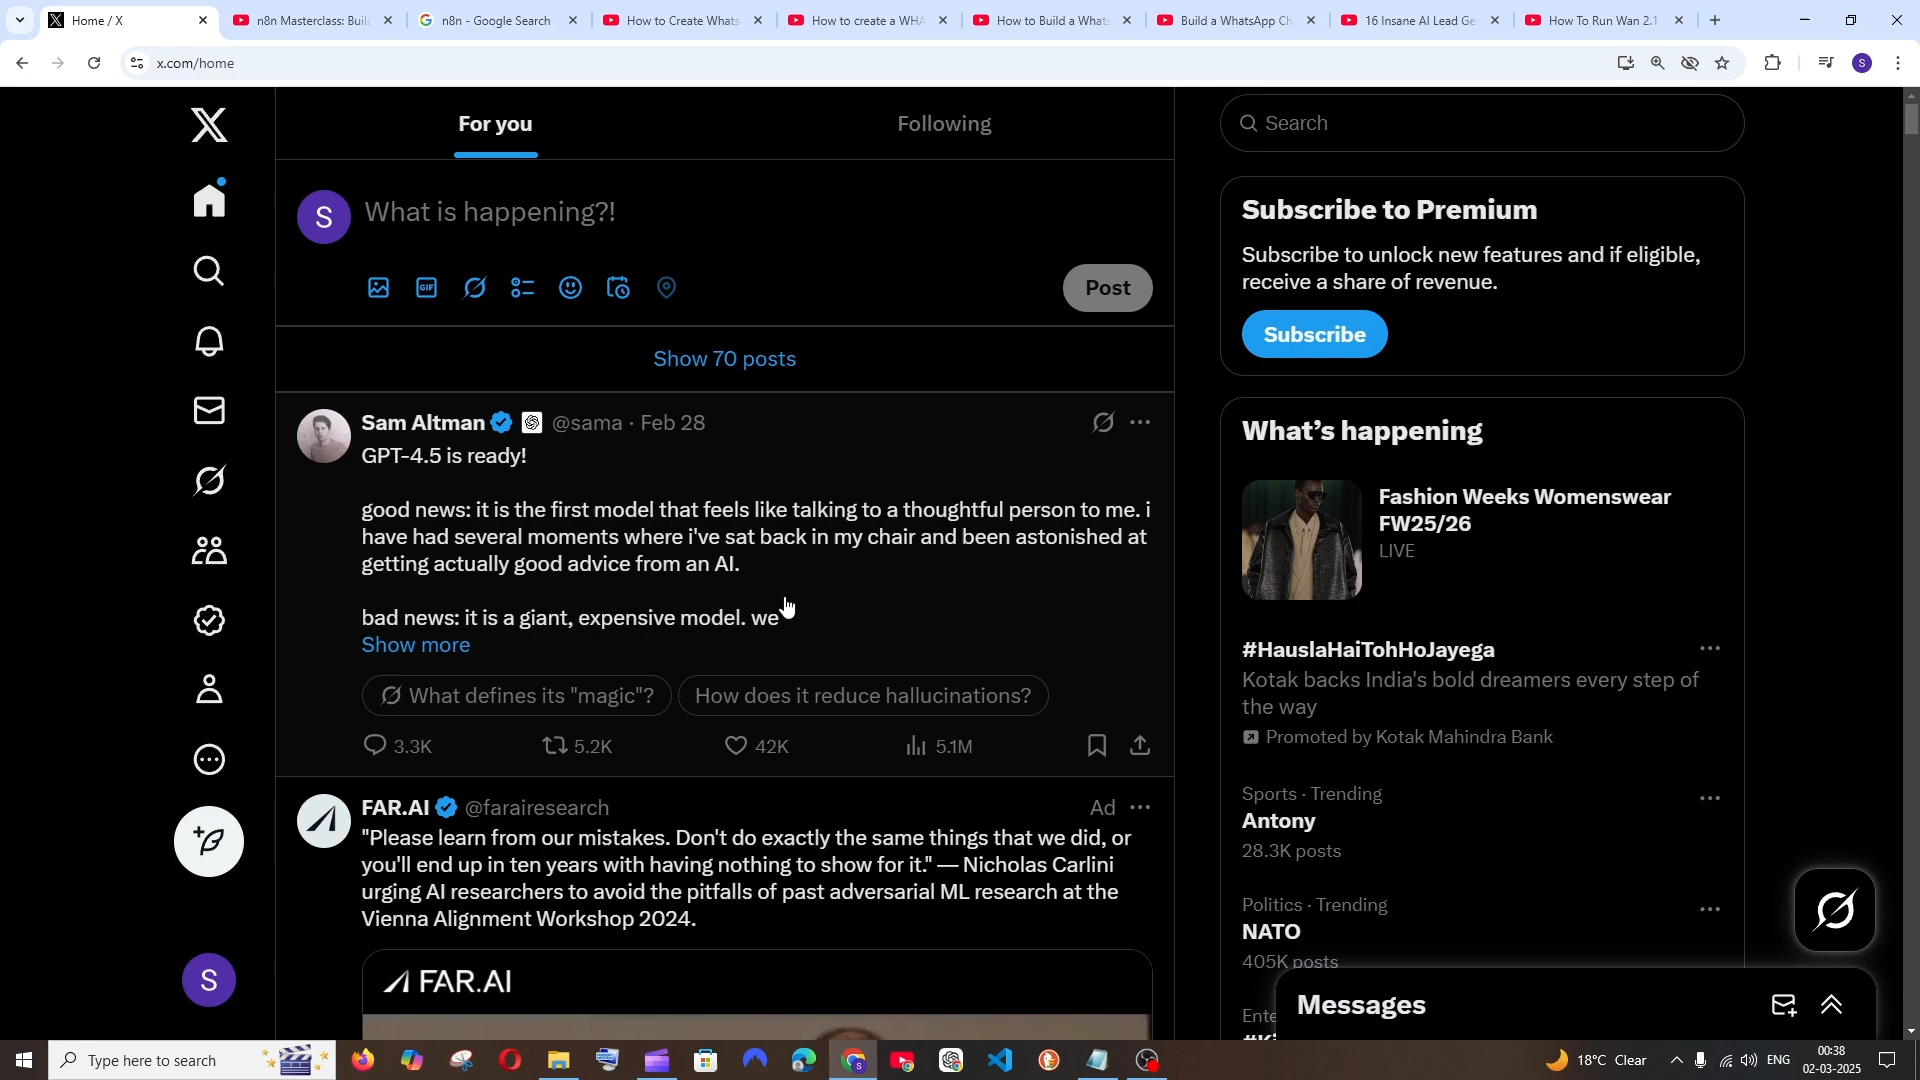 Home / X
n8n Masterclass: Buil
n8n - Google Search
How to Create Whats
How to create a WHA
How to Build a What
Build a WhatsApp Ch
16 Insane AI Lead Ge
How To Run Wan 2.1
x.com/home
S
For you
Following
Search
S
What is happening?!
GIF
Post
Subscribe to Premium
Subscribe to unlock new features and if eligible,
receive a share of revenue.
Subscribe
Show 70 posts
Sam Altman @sama · Feb 28
GPT-4.5 is ready!
good news: it is the first model that feels like talking to a thoughtful person to me. i
have had several moments where i've sat back in my chair and been astonished at
getting actually good advice from an AI.
bad news: it is a giant, expensive model. we
Show more
What defines its "magic"?
How does it reduce hallucinations?
3.3K
5.2K
42K
5.1M
FAR.AI @farairesearch
Ad
"Please learn from our mistakes. Don't do exactly the same things that we did, or
you'll end up in ten years with having nothing to show for it." — Nicholas Carlini
urging AI researchers to avoid the pitfalls of past adversarial ML research at the
Vienna Alignment Workshop 2024.
FAR.AI
What's happening
Fashion Weeks Womenswear
FW25/26
LIVE
#HauslaHaiTohHoJayega
Kotak backs India's bold dreamers every step of
the way
Promoted by Kotak Mahindra Bank
Sports · Trending
Antony
28.3K posts
Politics · Trending
NATO
405K posts
Ente
Messages
S
Type here to search
18°C Clear
ENG
00:38
02-03-2025